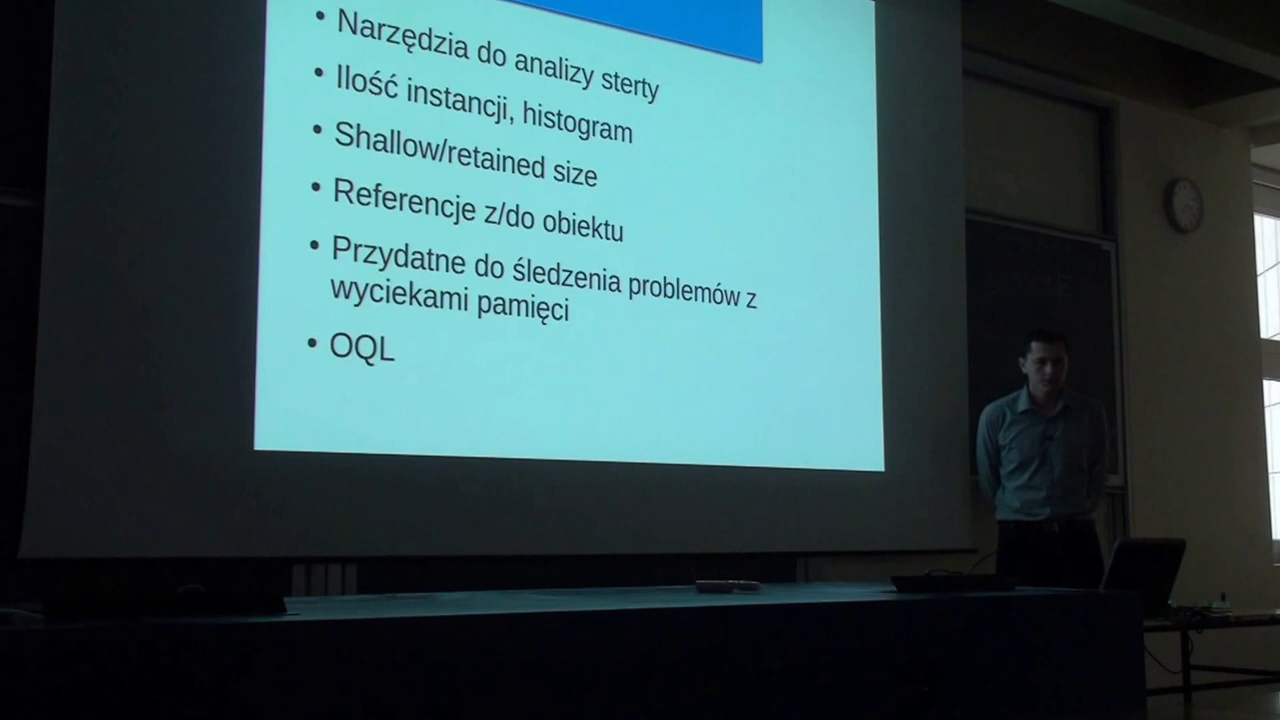 • Narzędzia do analizy sterty
• Ilość instancji, histogram
• Shallow/retained size
• Referencje z/do obiektu
• Przydatne do śledzenia problemów z
wyciekami pamięci
• OQL